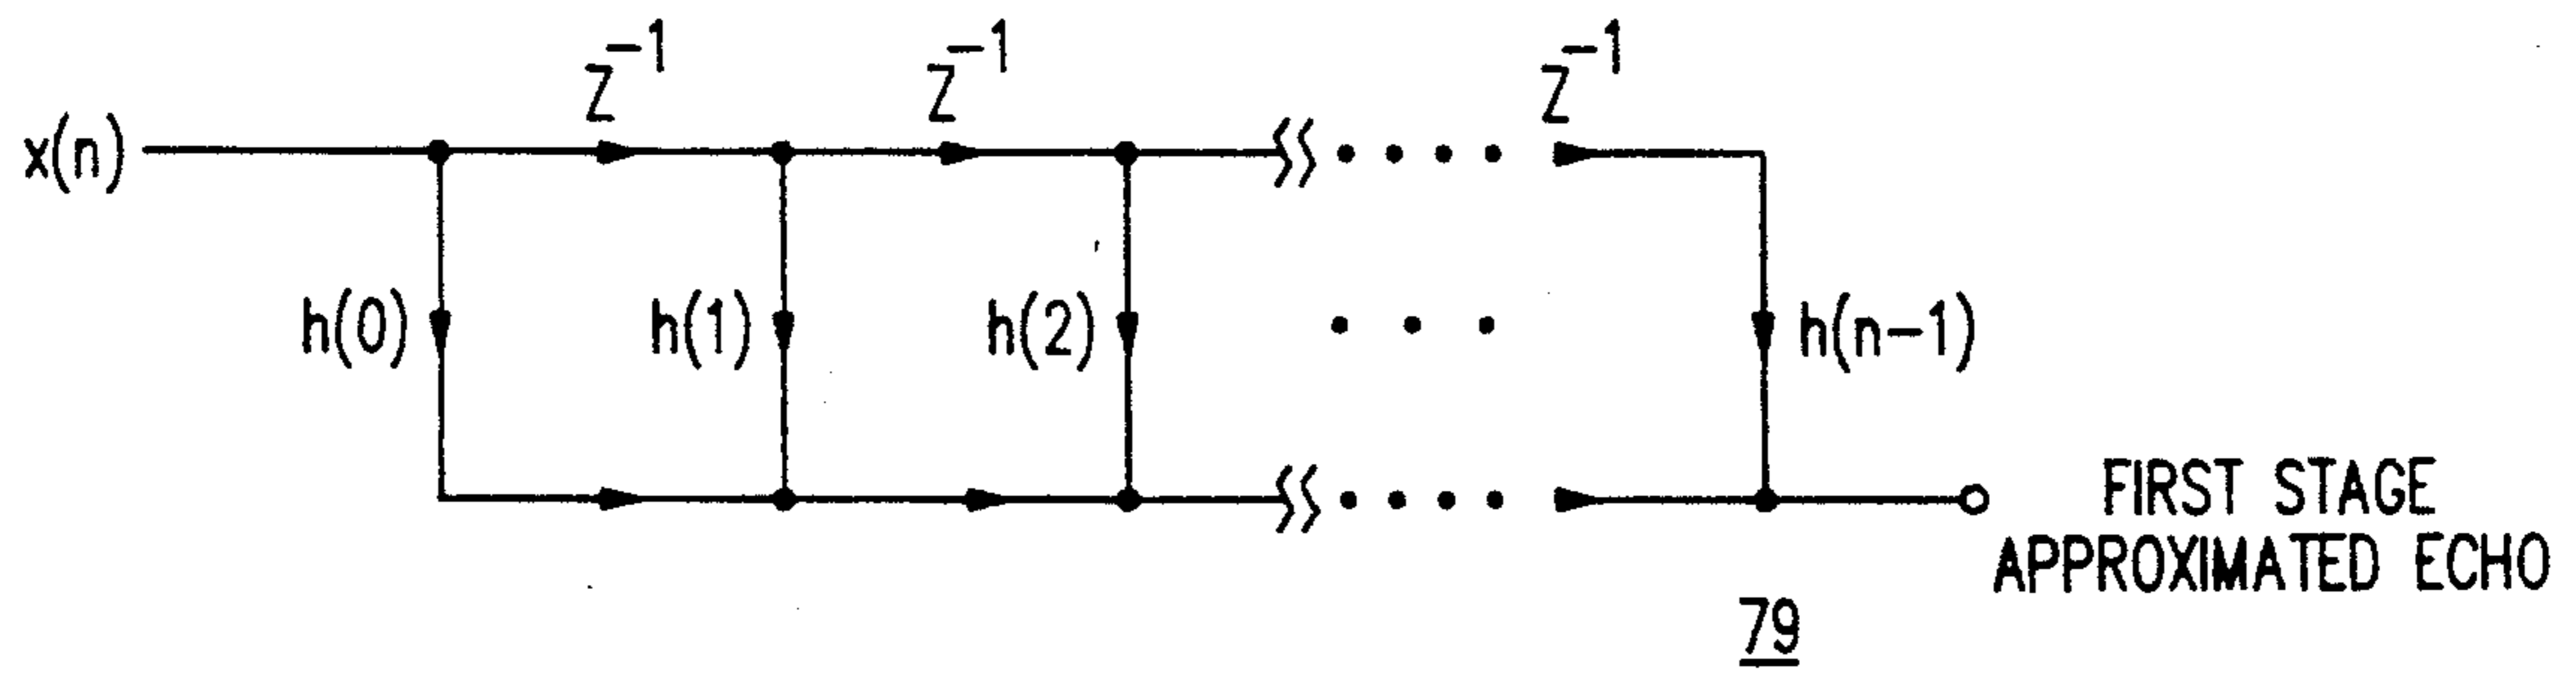 Z⁻¹ Z⁻¹ Z⁻¹
x(n)
h(0) h(1) h(2) h(n-1)
FIRST STAGE
APPROXIMATED ECHO
79